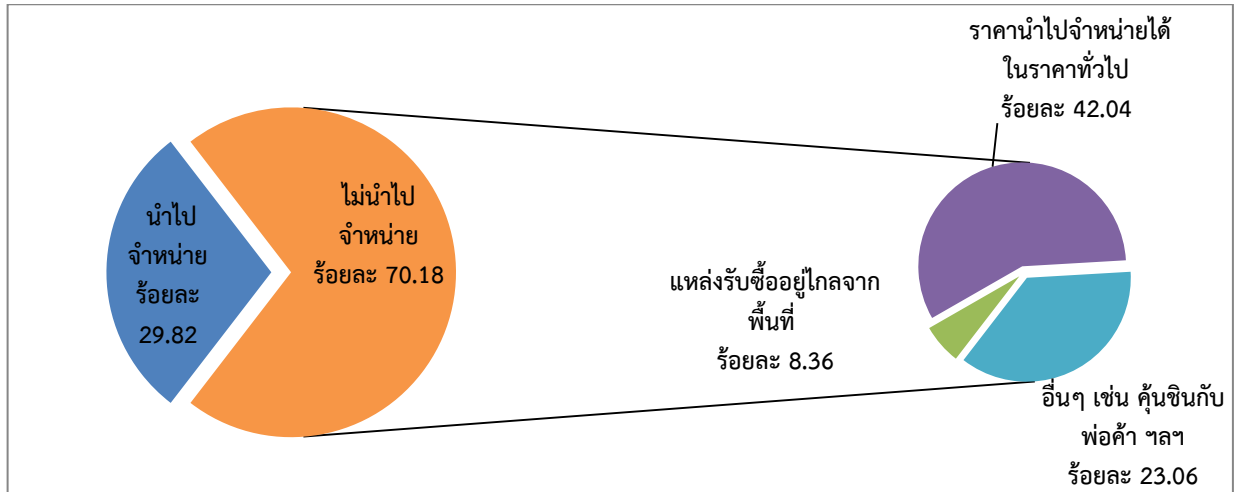 นำไป
จำหน่าย
ร้อยละ
29.82
ไม่นำไป
จำหน่าย
ร้อยละ 70.18
ราคานำไปจำหน่ายได้
ในราคาทั่วไป
ร้อยละ 42.04
แหล่งรับซื้ออยู่ไกลจาก
พื้นที่
ร้อยละ 8.36
อื่นๆ เช่น คุ้นชินกับ
พ่อค้า ฯลฯ
ร้อยละ 23.06